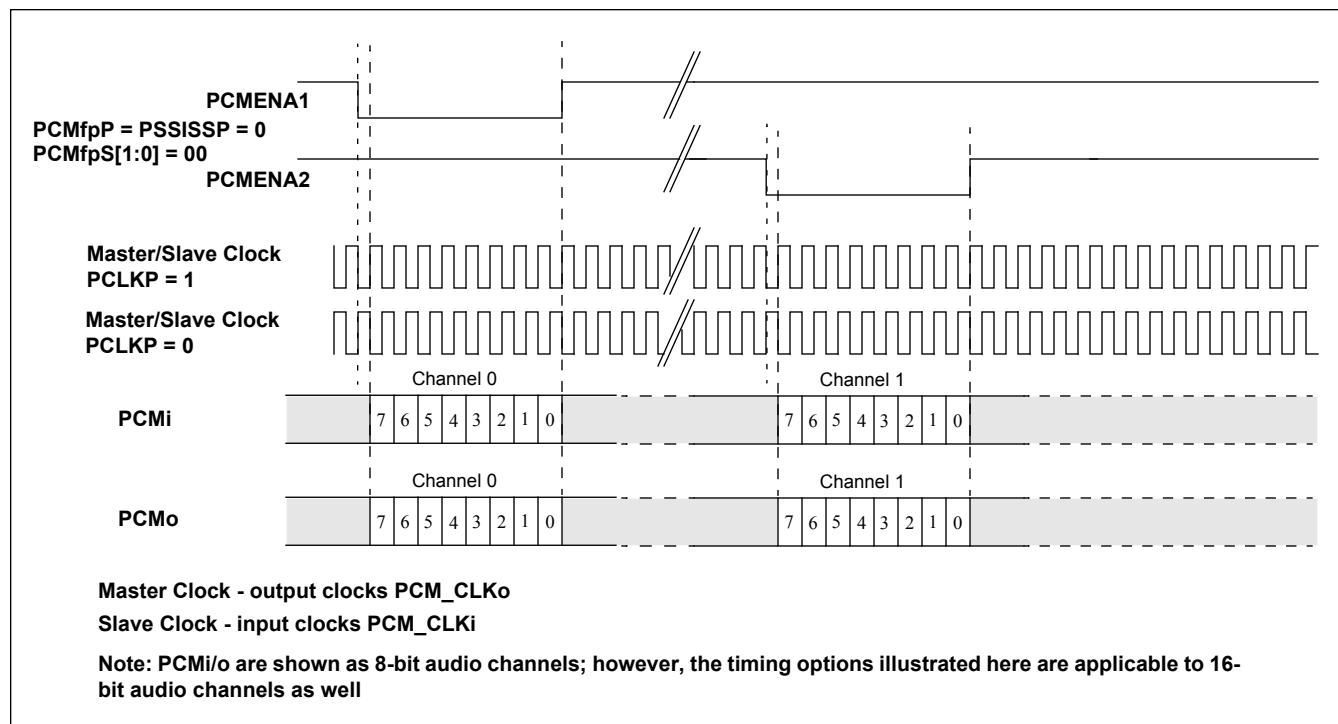 PCMENA1
PCMfpP = PSSISSP = 0
PCMfpS[1:0] = 00
PCMENA2
Master/Slave Clock
PCLKP = 1
Master/Slave Clock
PCLKP = 0
Channel 0 Channel 1
PCMi 7 6 5 4 3 2 1 0 7 6 5 4 3 2 1 0
Channel 0 Channel 1
PCMo 7 6 5 4 3 2 1 0 7 6 5 4 3 2 1 0
Master Clock - output clocks PCM_CLKo
Slave Clock - input clocks PCM_CLKi
Note: PCMi/o are shown as 8-bit audio channels; however, the timing options illustrated here are applicable to 16-
bit audio channels as well